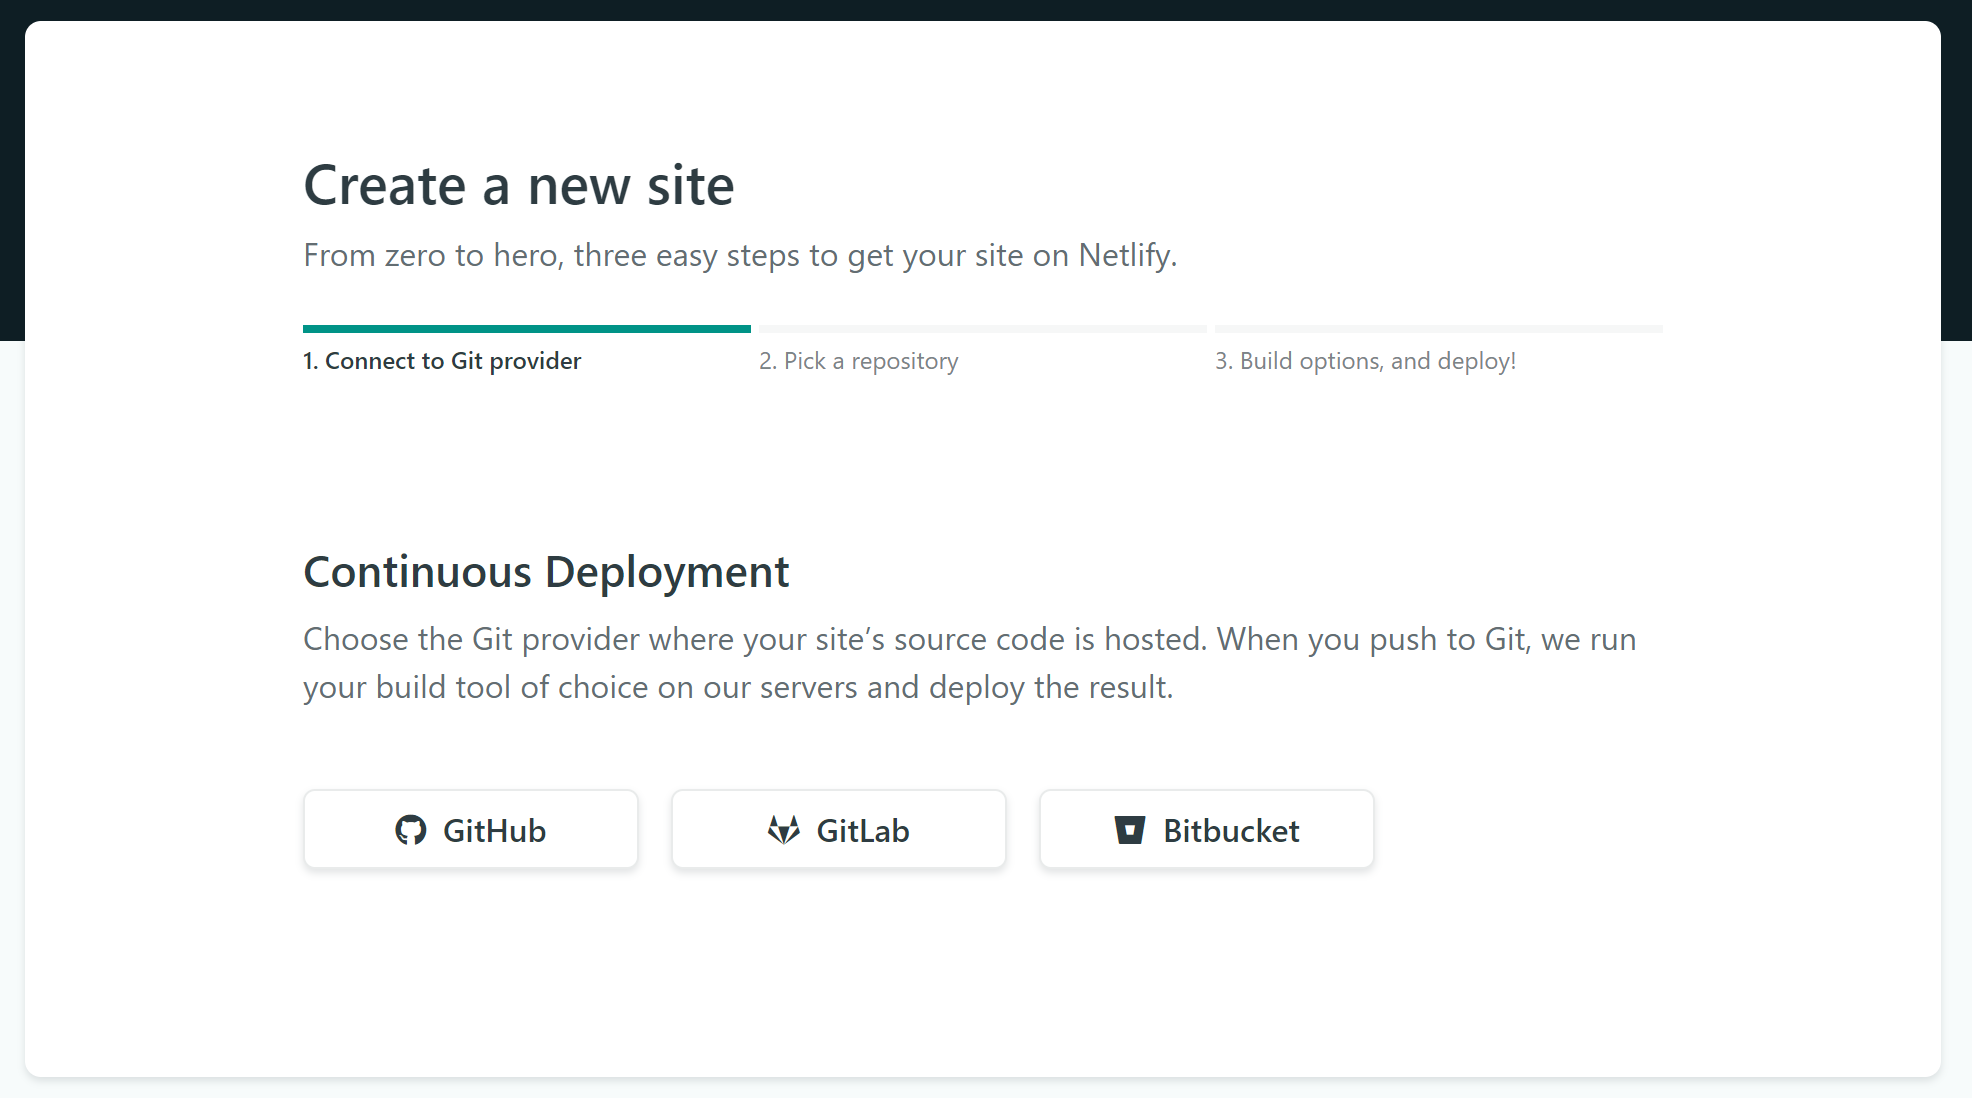 Create a new site
From zero to hero, three easy steps to get your site on Netlify.
1. Connect to Git provider
2. Pick a repository
3. Build options, and deploy!
Continuous Deployment
Choose the Git provider where your site’s source code is hosted. When you push to Git, we run
your build tool of choice on our servers and deploy the result.
GitHub
GitLab
Bitbucket